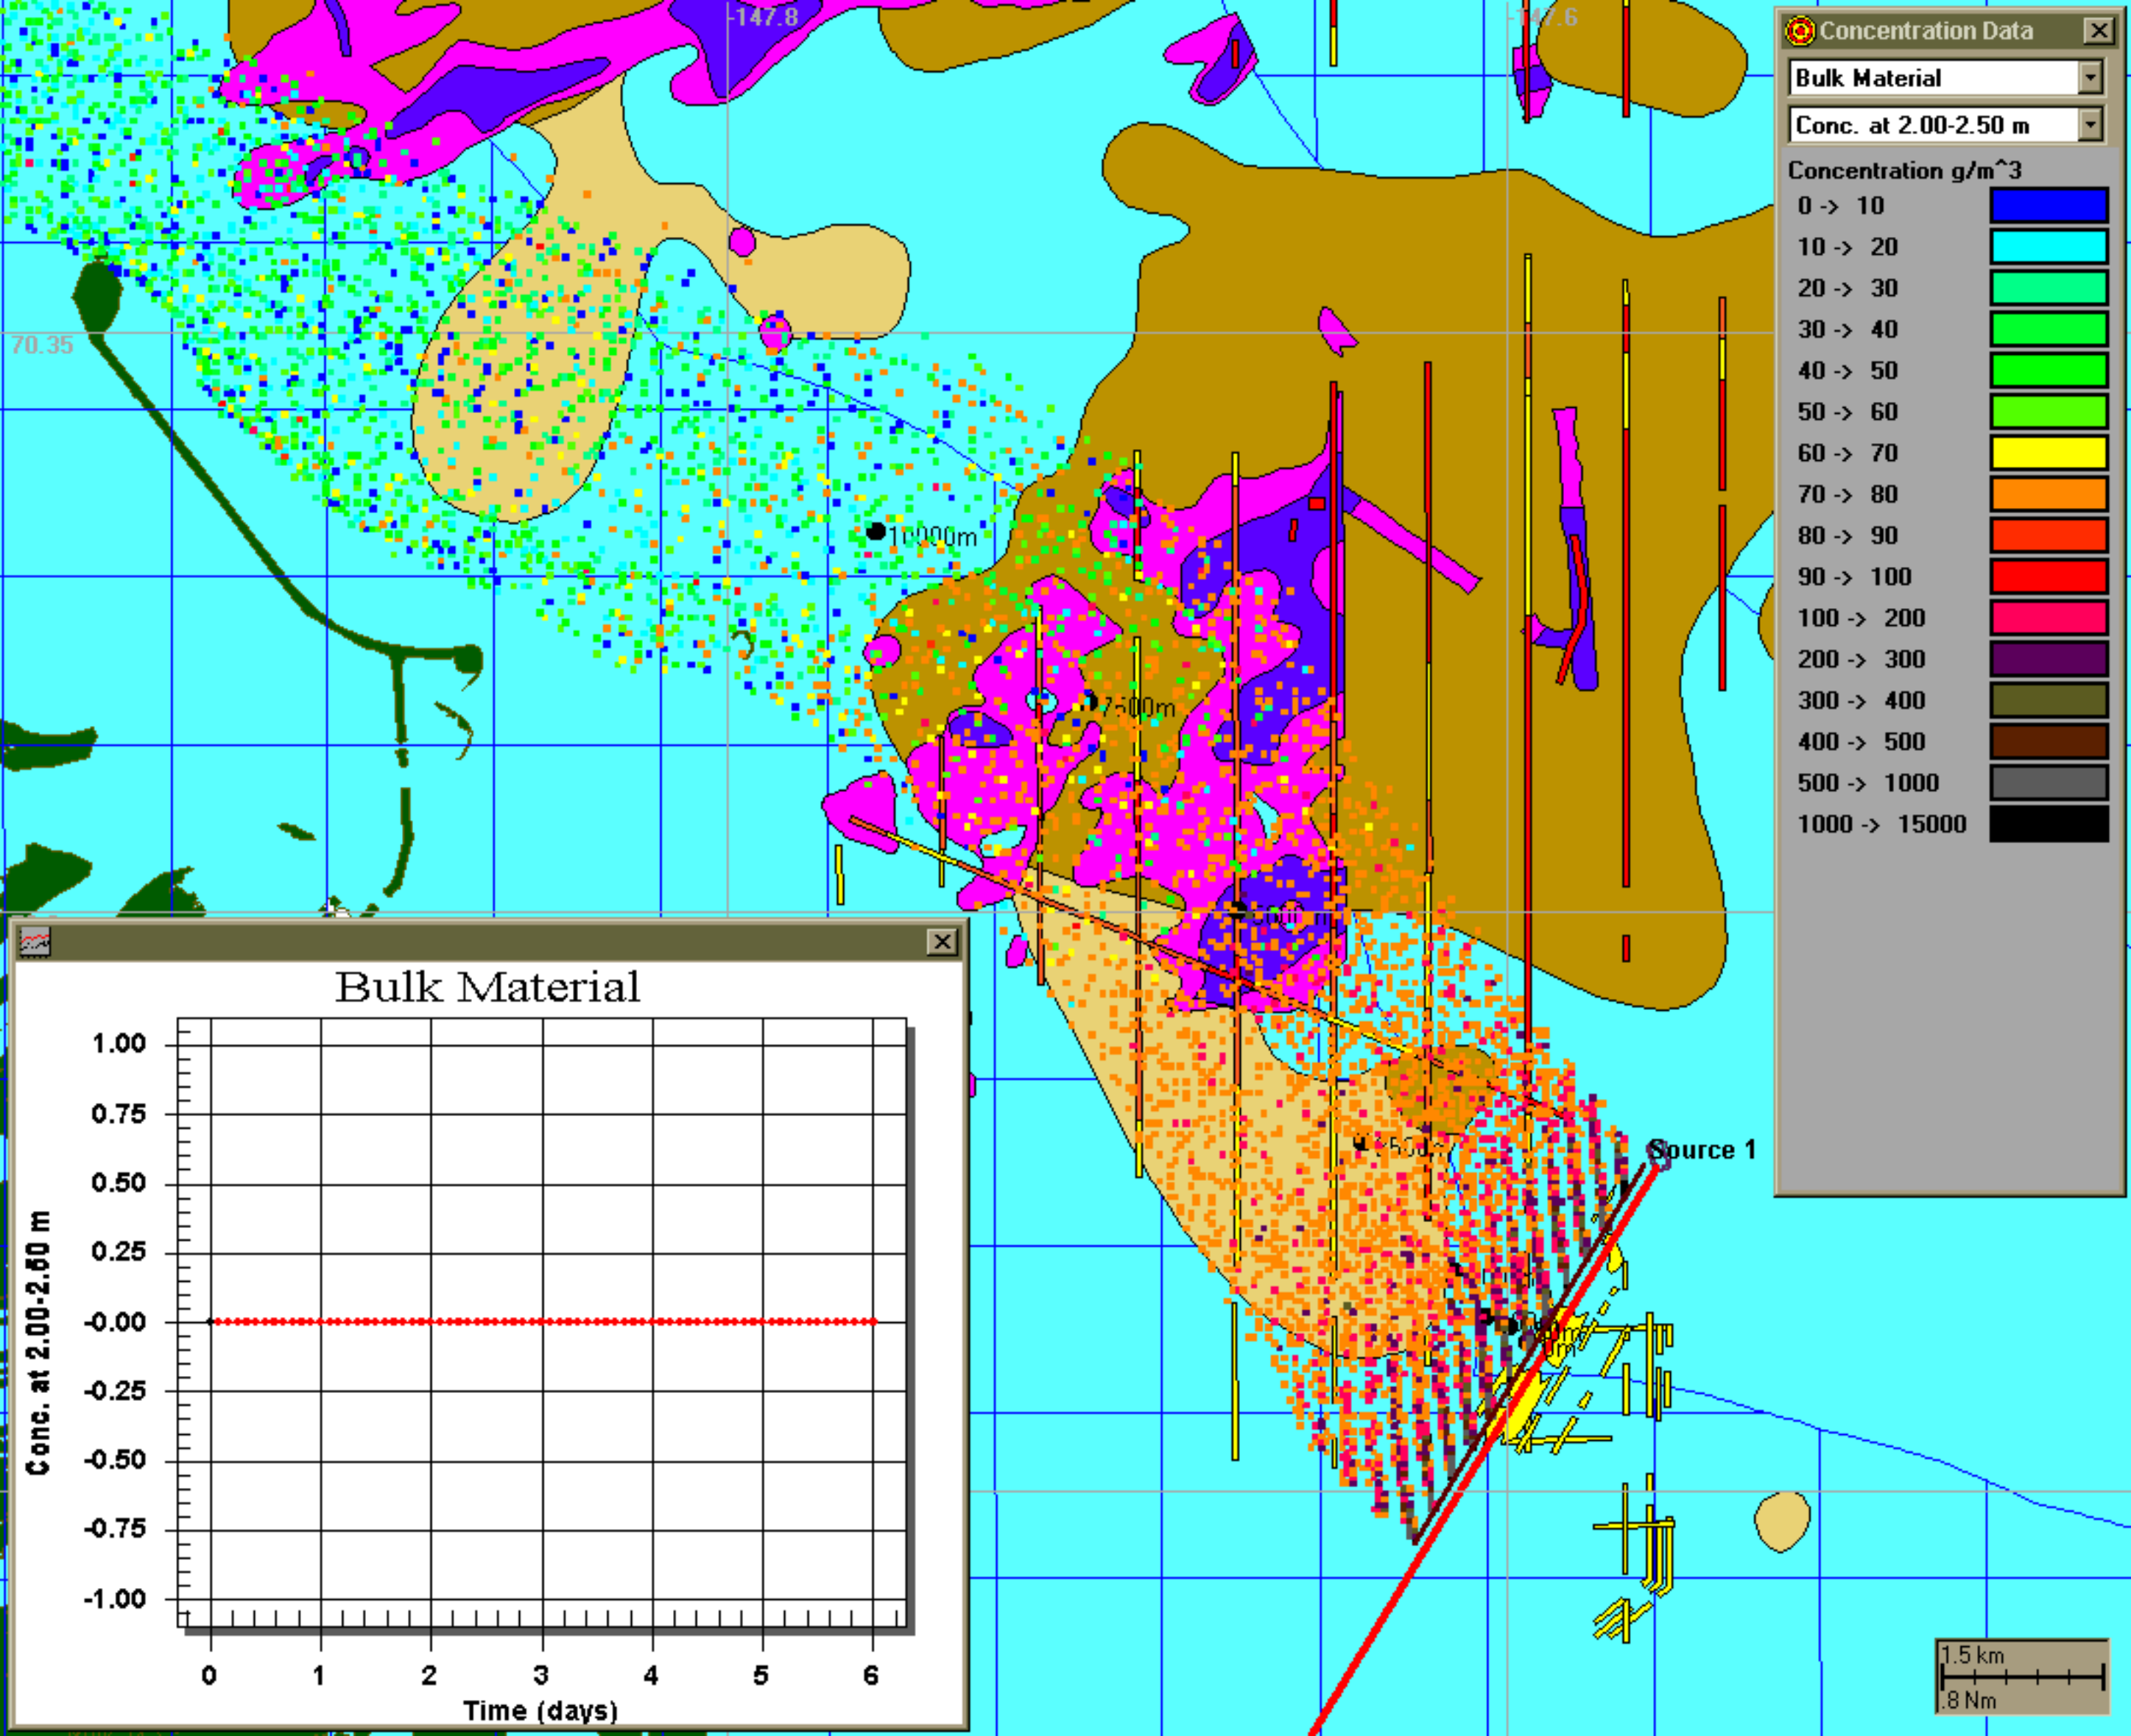 -147.8
-147.6
70.35
10000m
7500m
Source 1
Concentration Data
Bulk Material
Conc. at 2.00-2.50 m
Concentration g/m^3
0 -> 10
10 -> 20
20 -> 30
30 -> 40
40 -> 50
50 -> 60
60 -> 70
70 -> 80
80 -> 90
90 -> 100
100 -> 200
200 -> 300
300 -> 400
400 -> 500
500 -> 1000
1000 -> 15000
Bulk Material
Conc. at 2.00-2.50 m
1.00
0.75
0.50
0.25
-0.00
-0.25
-0.50
-0.75
-1.00
0 1 2 3 4 5 6
Time (days)
1.5 km
.8 Nm